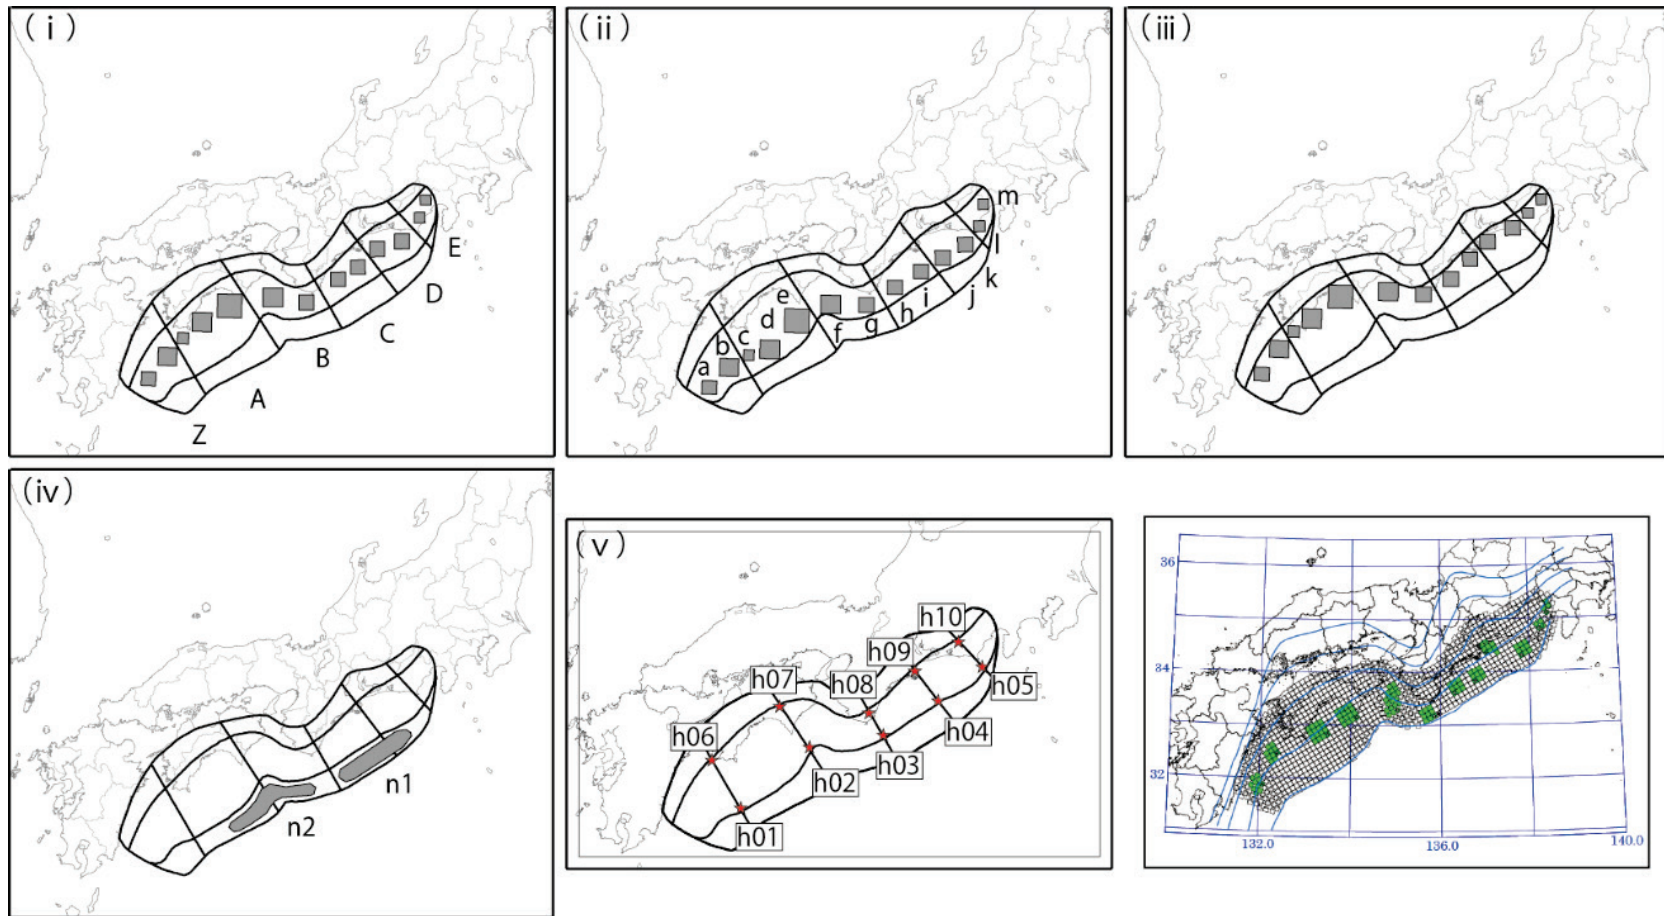 (i)
E
D
C
B
A
Z
(ii)
m
l
k
j
i
h
g
f
e
d
c
b
a
(iii)
(iv)
n1
n2
(v)
h10
h09
h07
h08
h05
h06
h04
h03
h02
h01
36
34
32
132.0
136.0
140.0